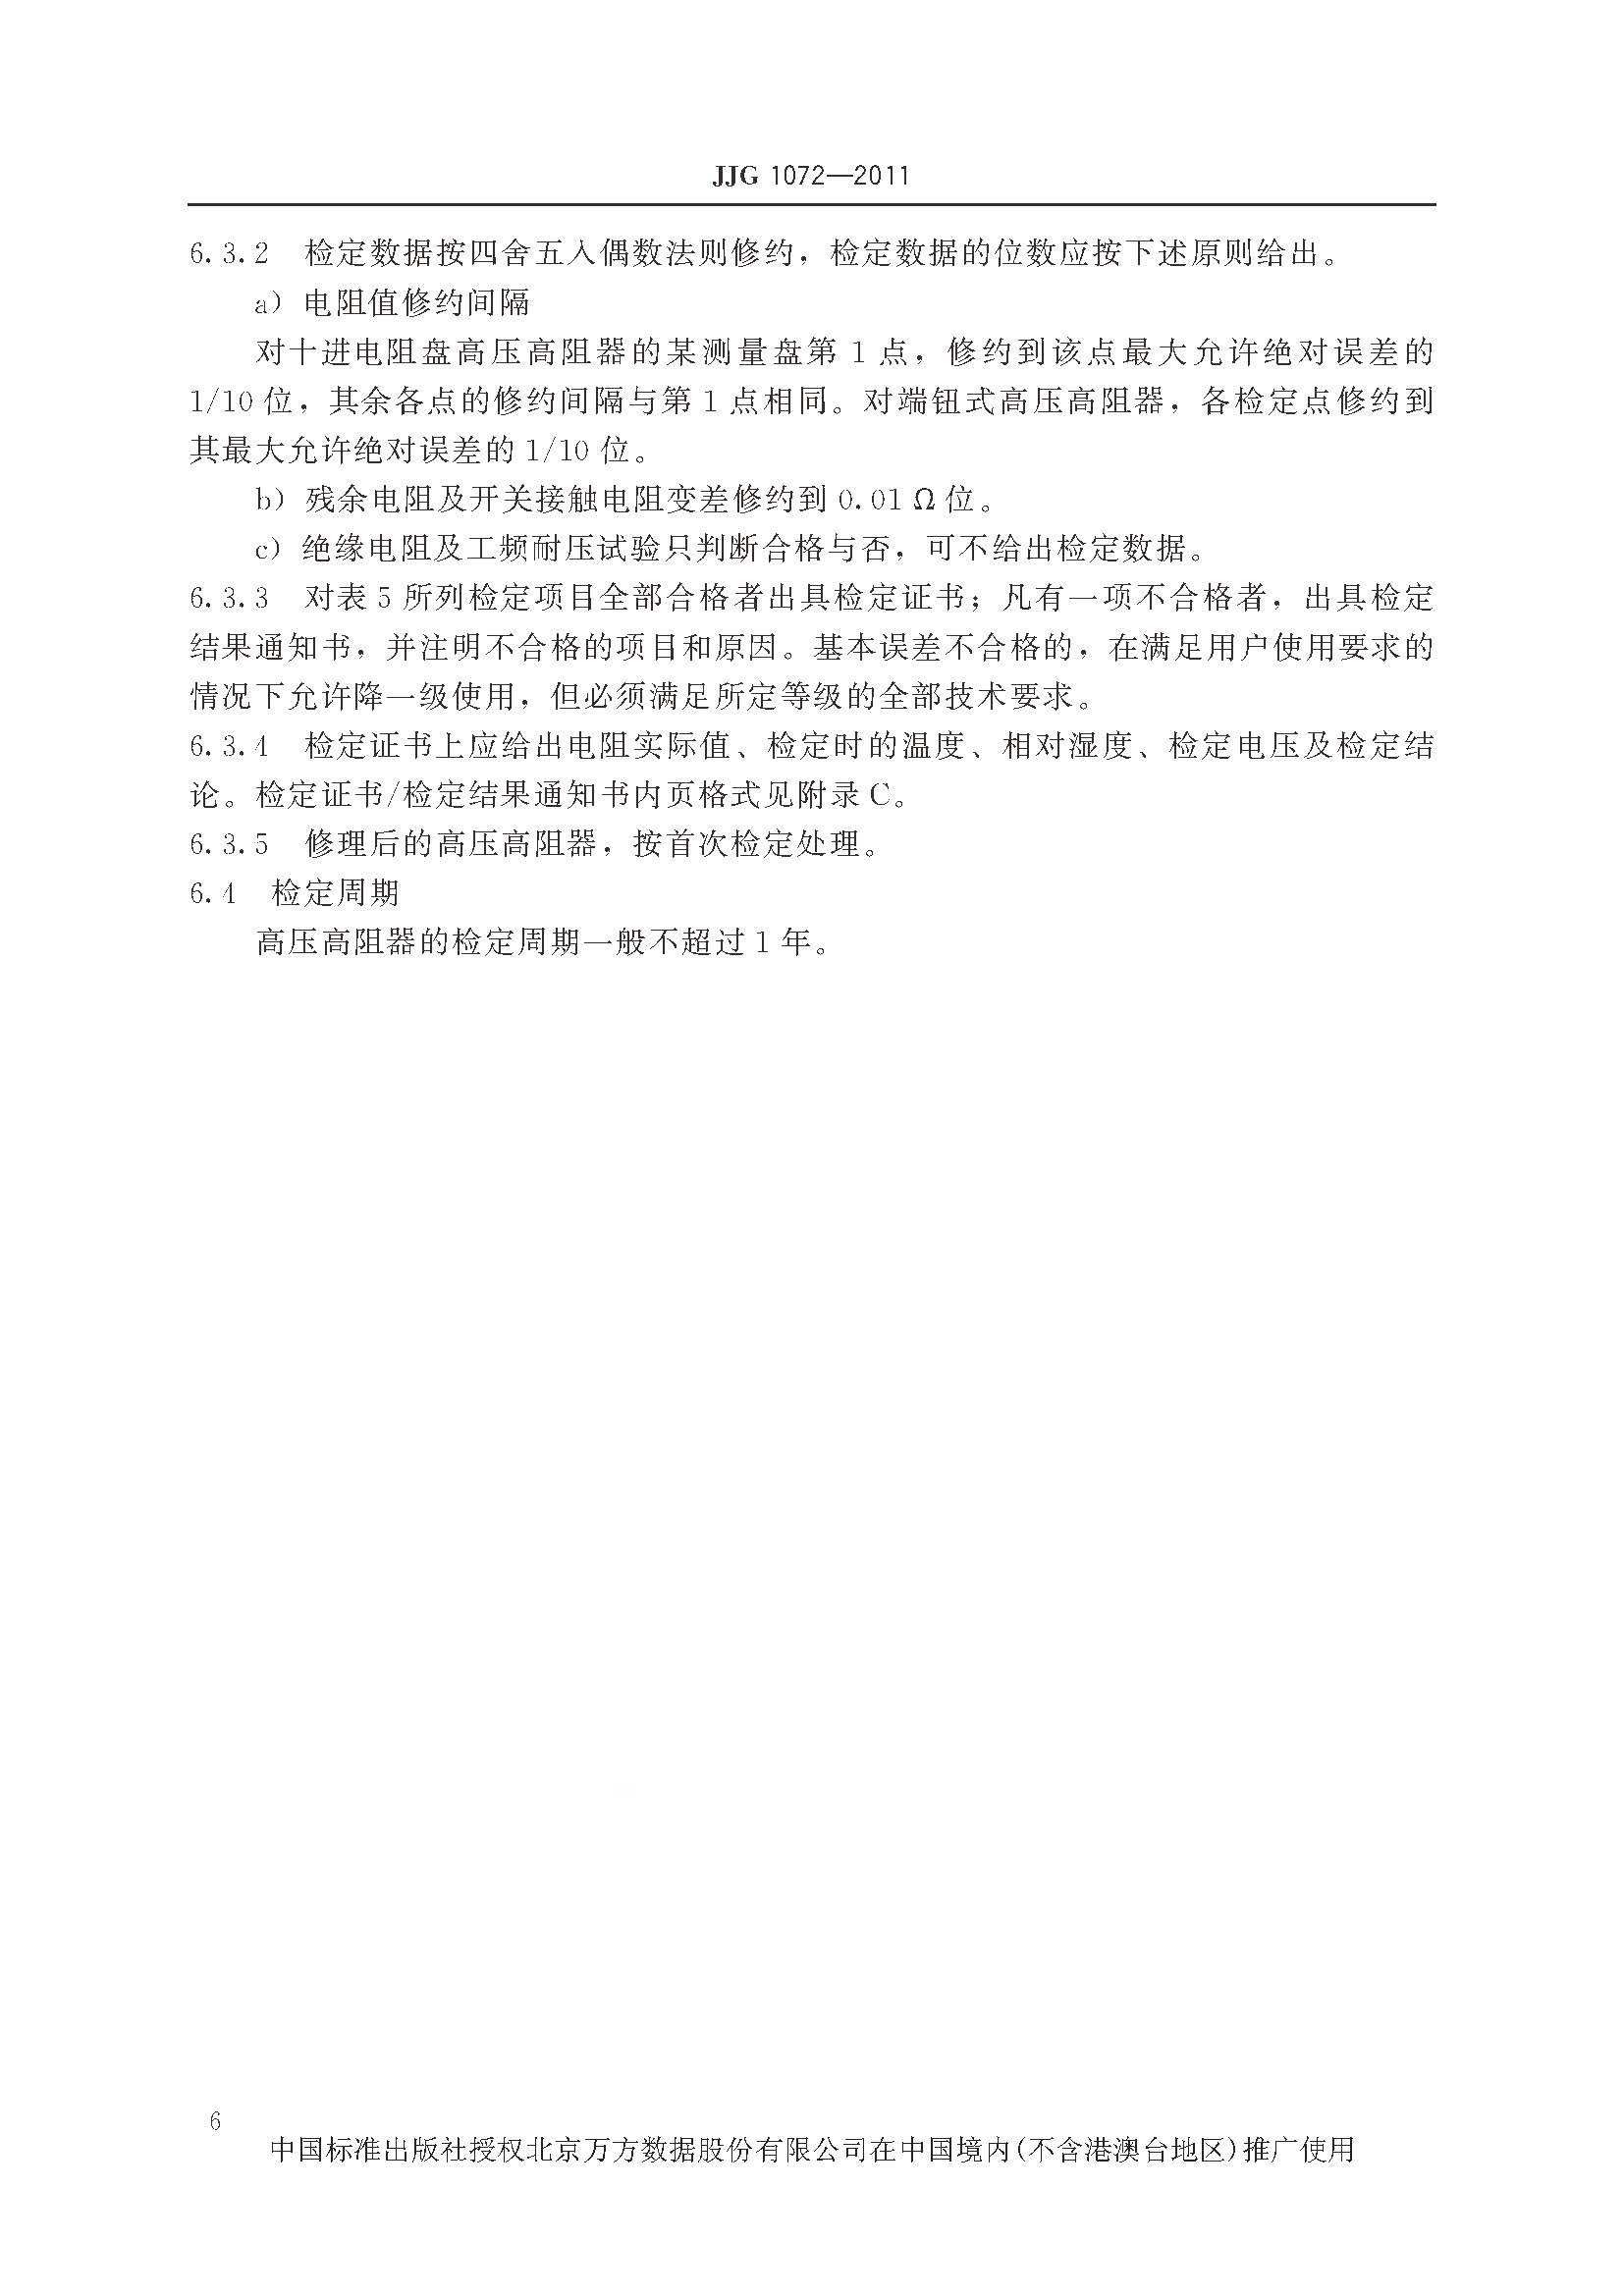 JJG 1072—2011
6.3.2 检定数据按四舍五入偶数法则修约，检定数据的位数应按下述原则给出。
a）电阻值修约间隔
对十进电阻盘高压高阻器的某测量盘第 1 点，修约到该点最大允许绝对误差的
1/10 位，其余各点的修约间隔与第 1 点相同。对端钮式高压高阻器，各检定点修约到
其最大允许绝对误差的 1/10 位。
b）残余电阻及开关接触电阻变差修约到 0.01 Ω 位。
c）绝缘电阻及工频耐压试验只判断合格与否，可不给出检定数据。
6.3.3 对表 5 所列检定项目全部合格者出具检定证书；凡有一项不合格者，出具检定
结果通知书，并注明不合格的项目和原因。基本误差不合格的，在满足用户使用要求的
情况下允许降一级使用，但必须满足所定等级的全部技术要求。
6.3.4 检定证书上应给出电阻实际值、检定时的温度、相对湿度、检定电压及检定结
论。检定证书/检定结果通知书内页格式见附录 C。
6.3.5 修理后的高压高阻器，按首次检定处理。
6.4 检定周期
高压高阻器的检定周期一般不超过 1 年。
6
中国标准出版社授权北京万方数据股份有限公司在中国境内(不含港澳台地区)推广使用